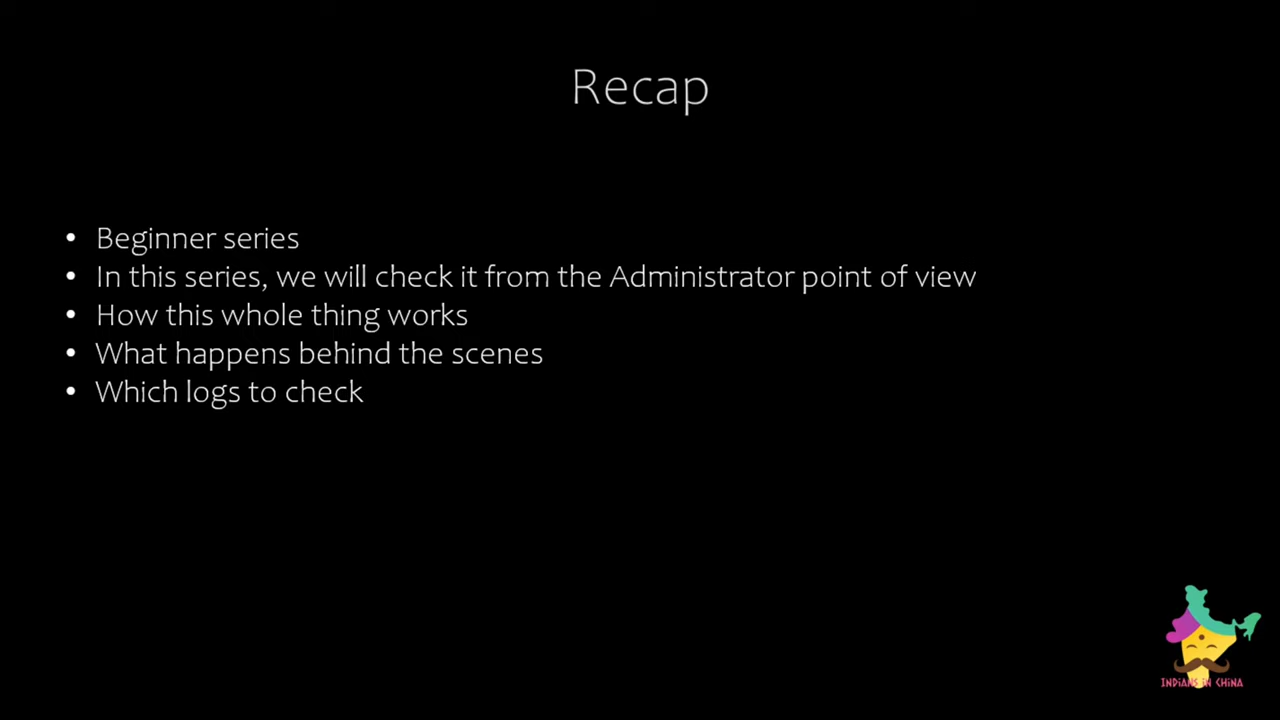 Recap
• Beginner series
• In this series, we will check it from the Administrator point of view
• How this whole thing works
• What happens behind the scenes
• Which logs to check
INDIANS IN CHINA